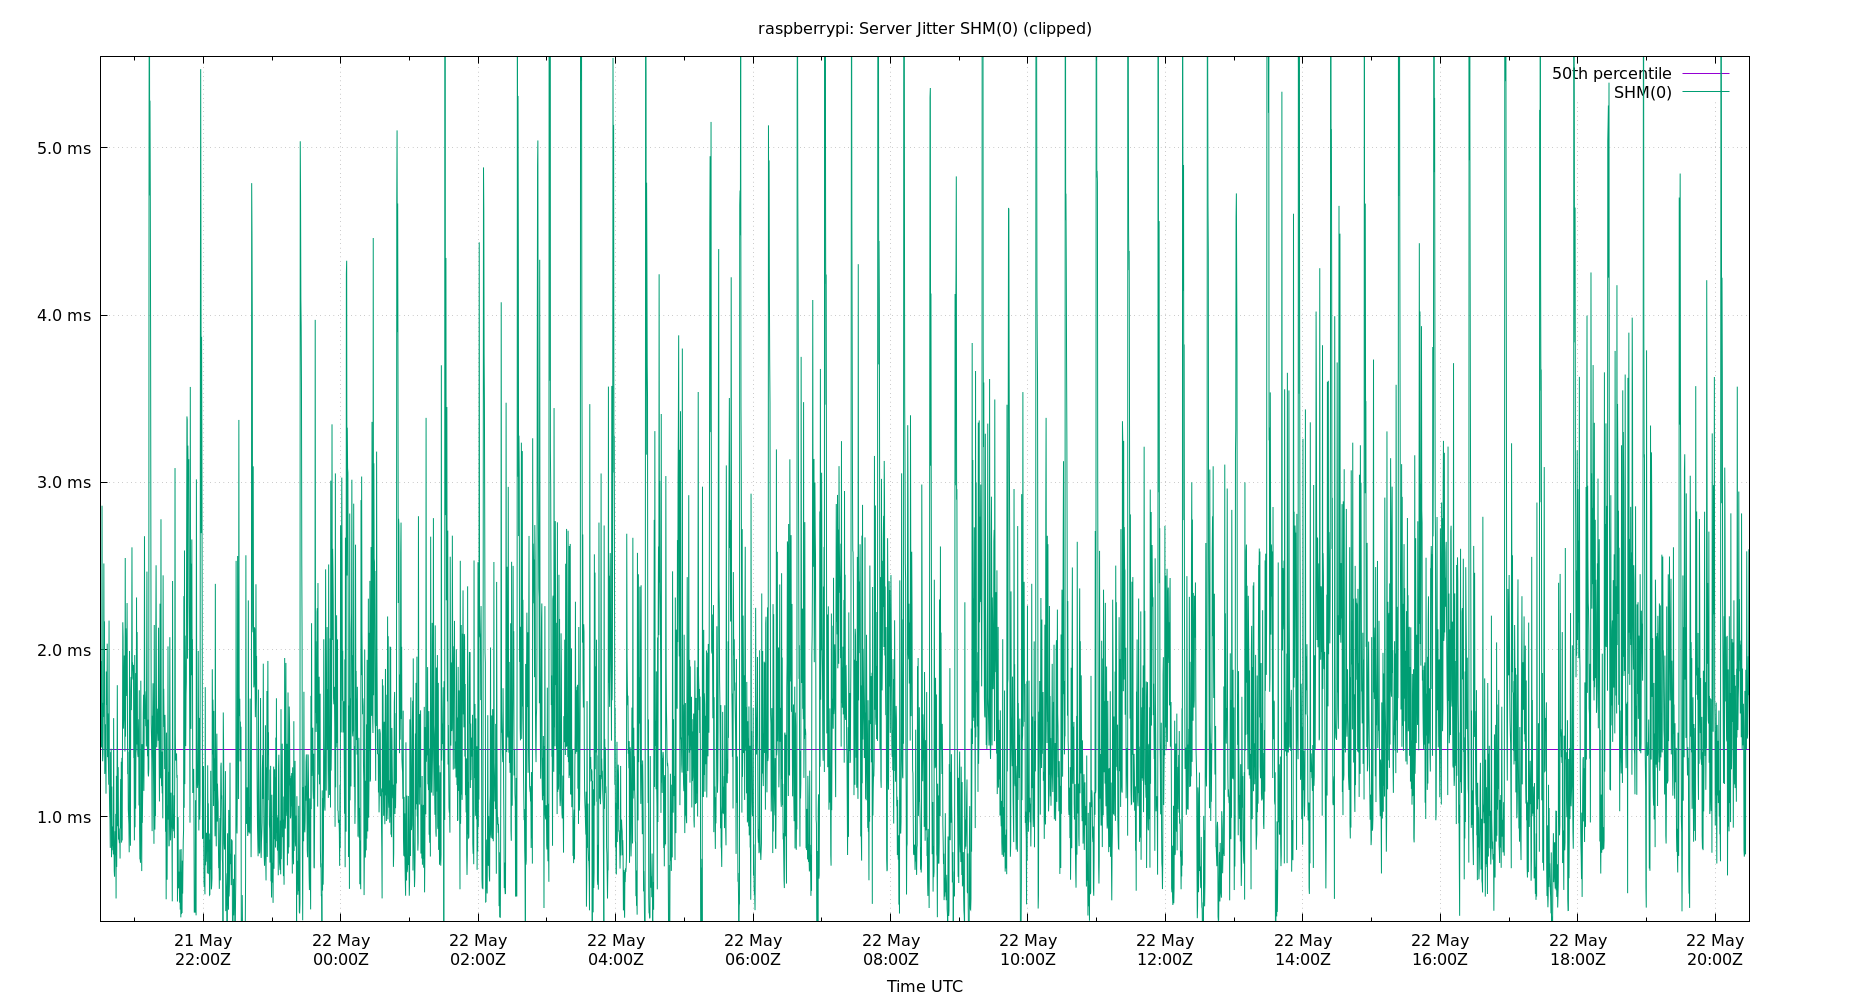 raspberrypi: Server Jitter SHM(0) (clipped)
50th percentile
SHM(0)
5.0 ms
4.0 ms
3.0 ms
2.0 ms
1.0 ms
21 May 22 May 22 May 22 May 22 May 22 May 22 May 22 May 22 May 22 May 22 May 22 May
22:00Z 00:00Z 02:00Z 04:00Z 06:00Z 08:00Z 10:00Z 12:00Z 14:00Z 16:00Z 18:00Z 20:00Z
Time UTC